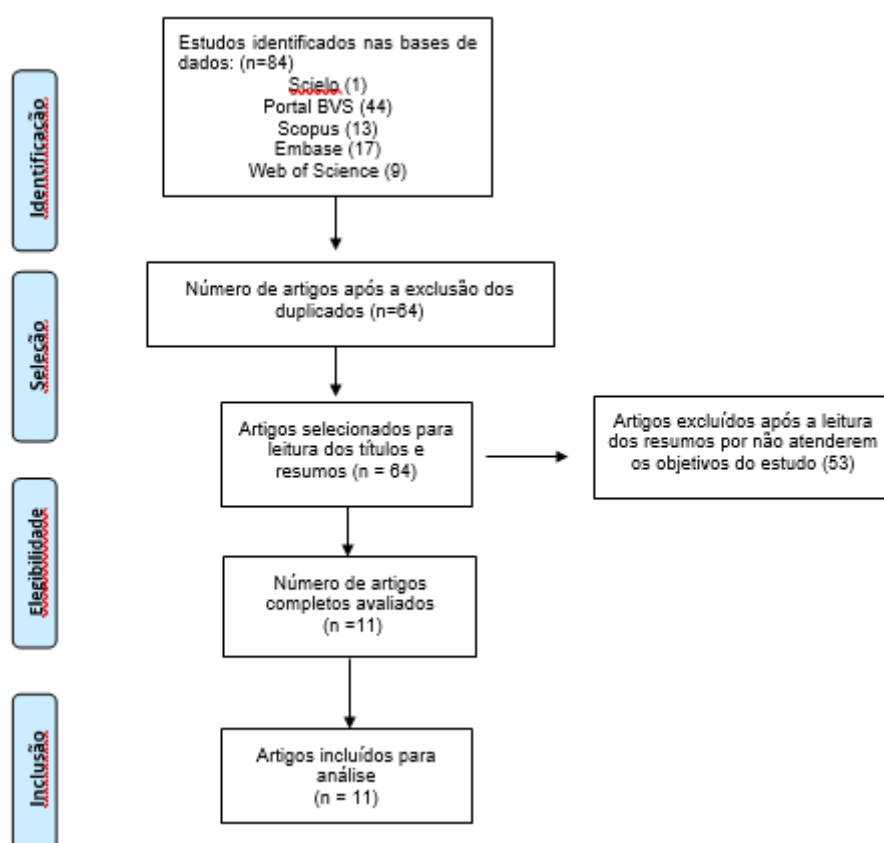 Identificação
Estudos identificados nas bases de
dados: (n=84)
Scielo (1)
Portal BVS (44)
Scopus (13)
Embase (17)
Web of Science (9)
Seleção
Número de artigos após a exclusão dos
duplicados (n=64)
Artigos selecionados para
leitura dos títulos e
resumos (n = 64)
Artigos excluídos após a leitura
dos resumos por não atenderem
os objetivos do estudo (53)
Elegibilidade
Número de artigos
completos avaliados
(n =11)
Inclusão
Artigos incluídos para
análise
(n = 11)